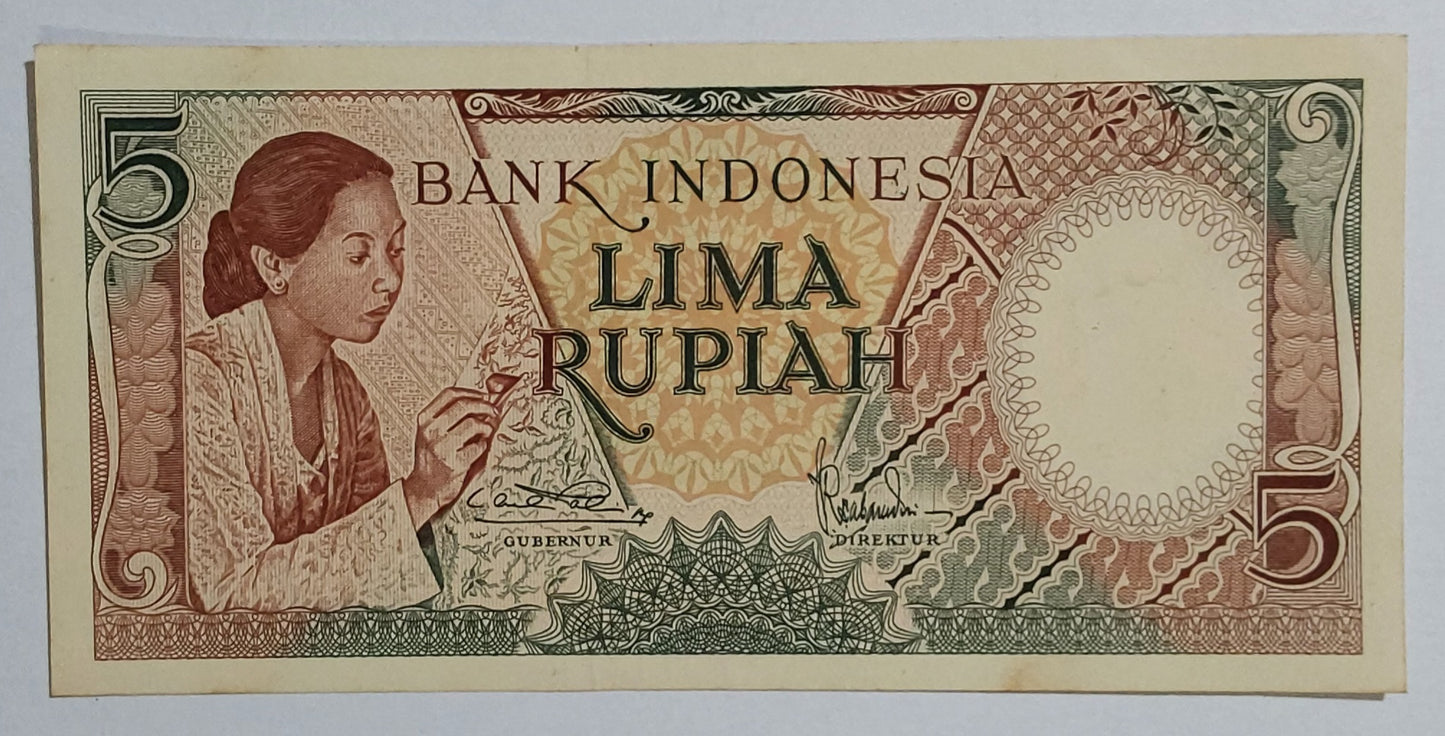 5
BANK INDONESIA
LIMA
RUPIAH
GUBERNUR DIREKTUR
5